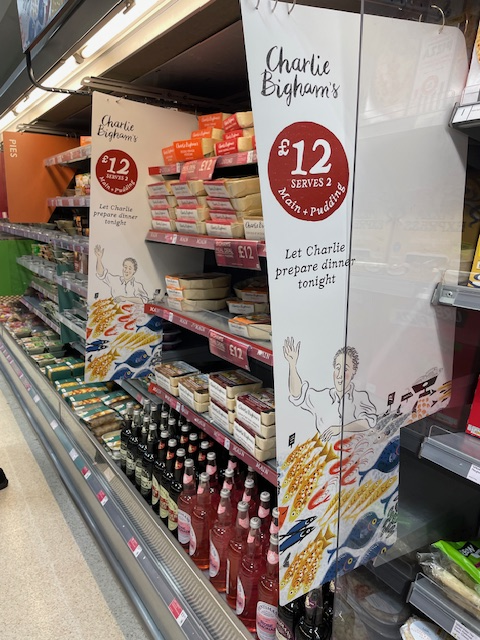 PIES
Charlie
Bigham's
£12
SERVES 2
Main + Pudding
Let Charlie
prepare dinner
tonight
£12
£12
£12
Charlie
Bigham's
£12
SERVES 2
Main + Pudding
Let Charlie
prepare dinner
tonight